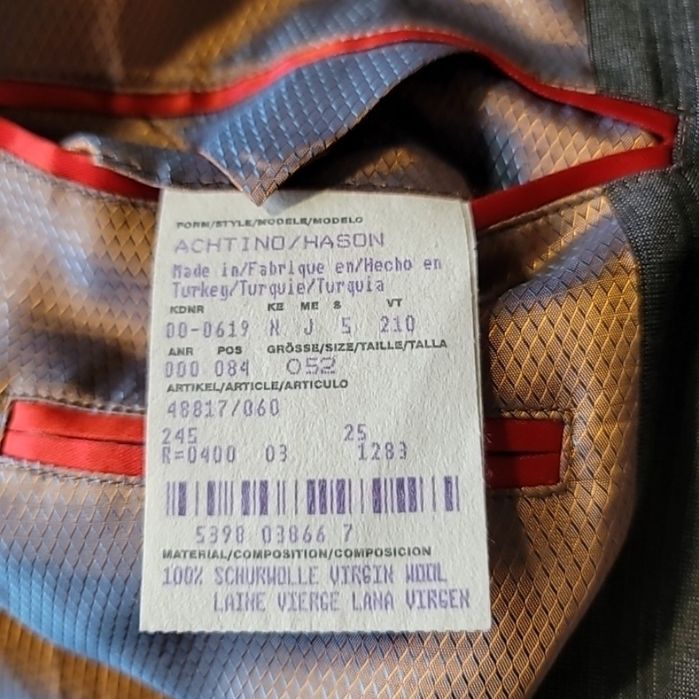 FORM/STYLE/MODELE/MODELO
ACHTINO/HASON
Made in/Fabrique en/Hecho en
Turkey/Turquie/Turquia
KDNR KE ME S VT
00-0619 N J 5 210
ANR POS GRÖSSE/SIZE/TAILLE/TALLA
000 084 052
ARTIKEL/ARTICLE/ARTICULO
48817/060
245 25
R=0400 03 1283
5398 03866 7
MATERIAL/COMPOSITION/COMPOSICION
100% SCHURWOLLE VIRGIN WOOL
LAINE VIERGE LANA VIRGEN